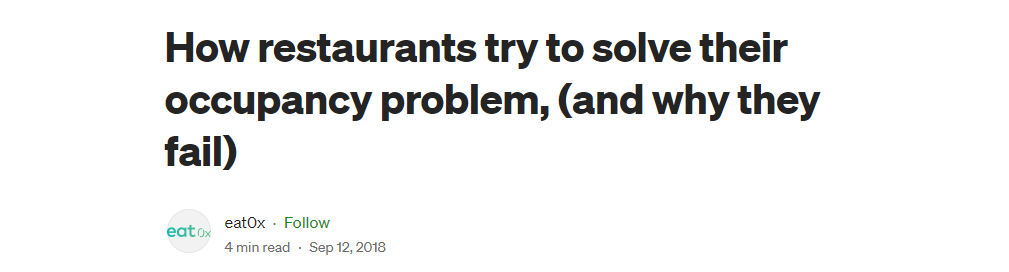 How restaurants try to solve their
occupancy problem, (and why they
fail)
eat0x
eat0x · Follow
4 min read · Sep 12, 2018